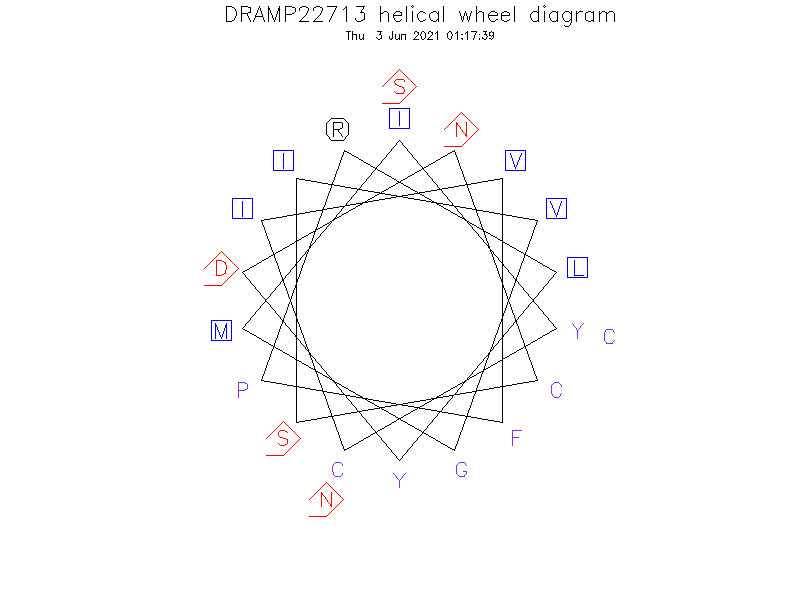 DRAMP22713 helical wheel diagram
Thu 3 Jun 2021 01:17:39
S
I
R
N
I
V
I
V
D
L
M
Y
C
P
C
S
F
C
Y
G
N